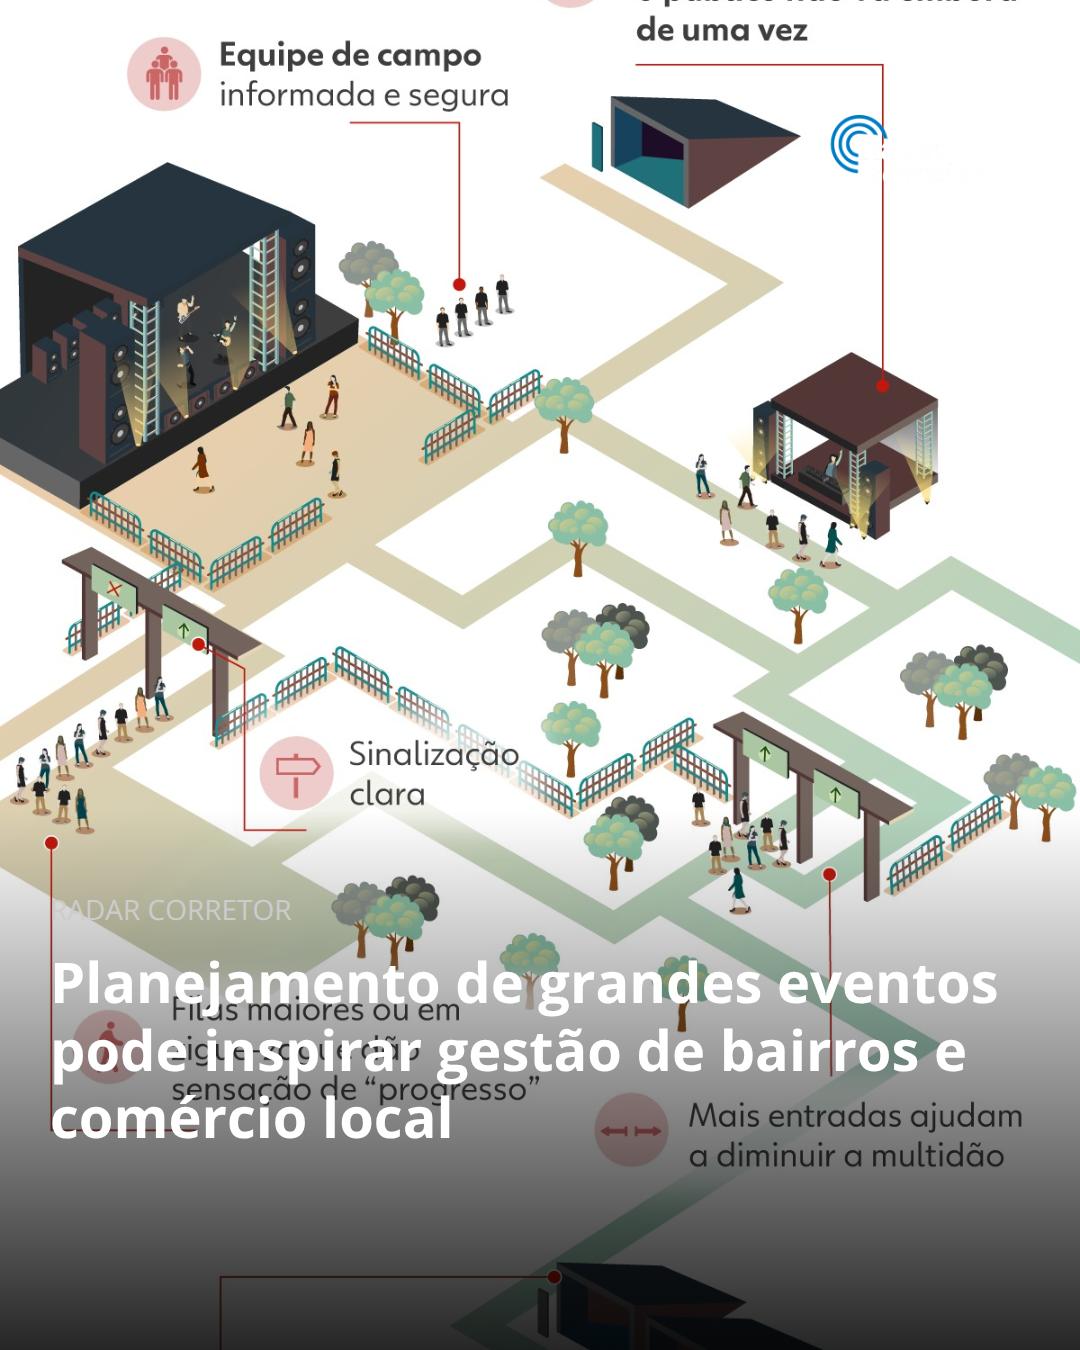 de uma vez
Equipe de campo
informada e segura
Sinalização
clara
RADAR CORRETOR
Planejamento de grandes eventos
pode inspirar gestão de bairros e
comércio local
Filas maiores ou em
sensação de “progresso”
Mais entradas ajudam
a diminuir a multidão